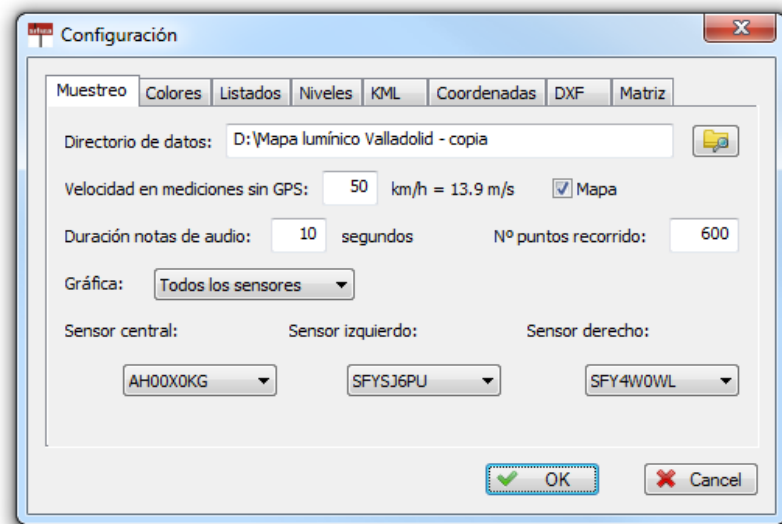 Configuración
Muestreo Colores Listados Niveles KML Coordenadas DXF Matriz
Directorio de datos: D:\Mapa lumínico Valladolid - copia
Velocidad en mediciones sin GPS: 50 km/h = 13.9 m/s Mapa
Duración notas de audio: 10 segundos Nº puntos recorrido: 600
Gráfica: Todos los sensores
Sensor central: Sensor izquierdo: Sensor derecho:
AH00X0KG SFYSJ6PU SFY4W0WL
OK Cancel